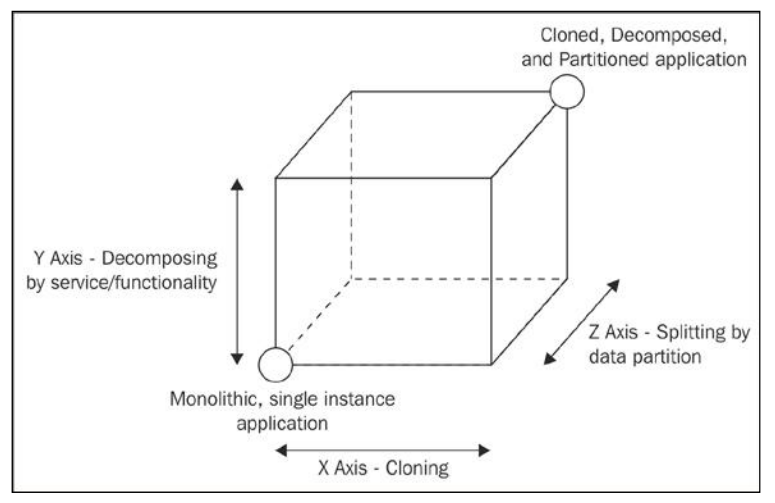 Cloned, Decomposed,
and Partitioned application
Y Axis - Decomposing
by service/functionality
Z Axis - Splitting by
data partition
Monolithic, single instance
application
X Axis - Cloning